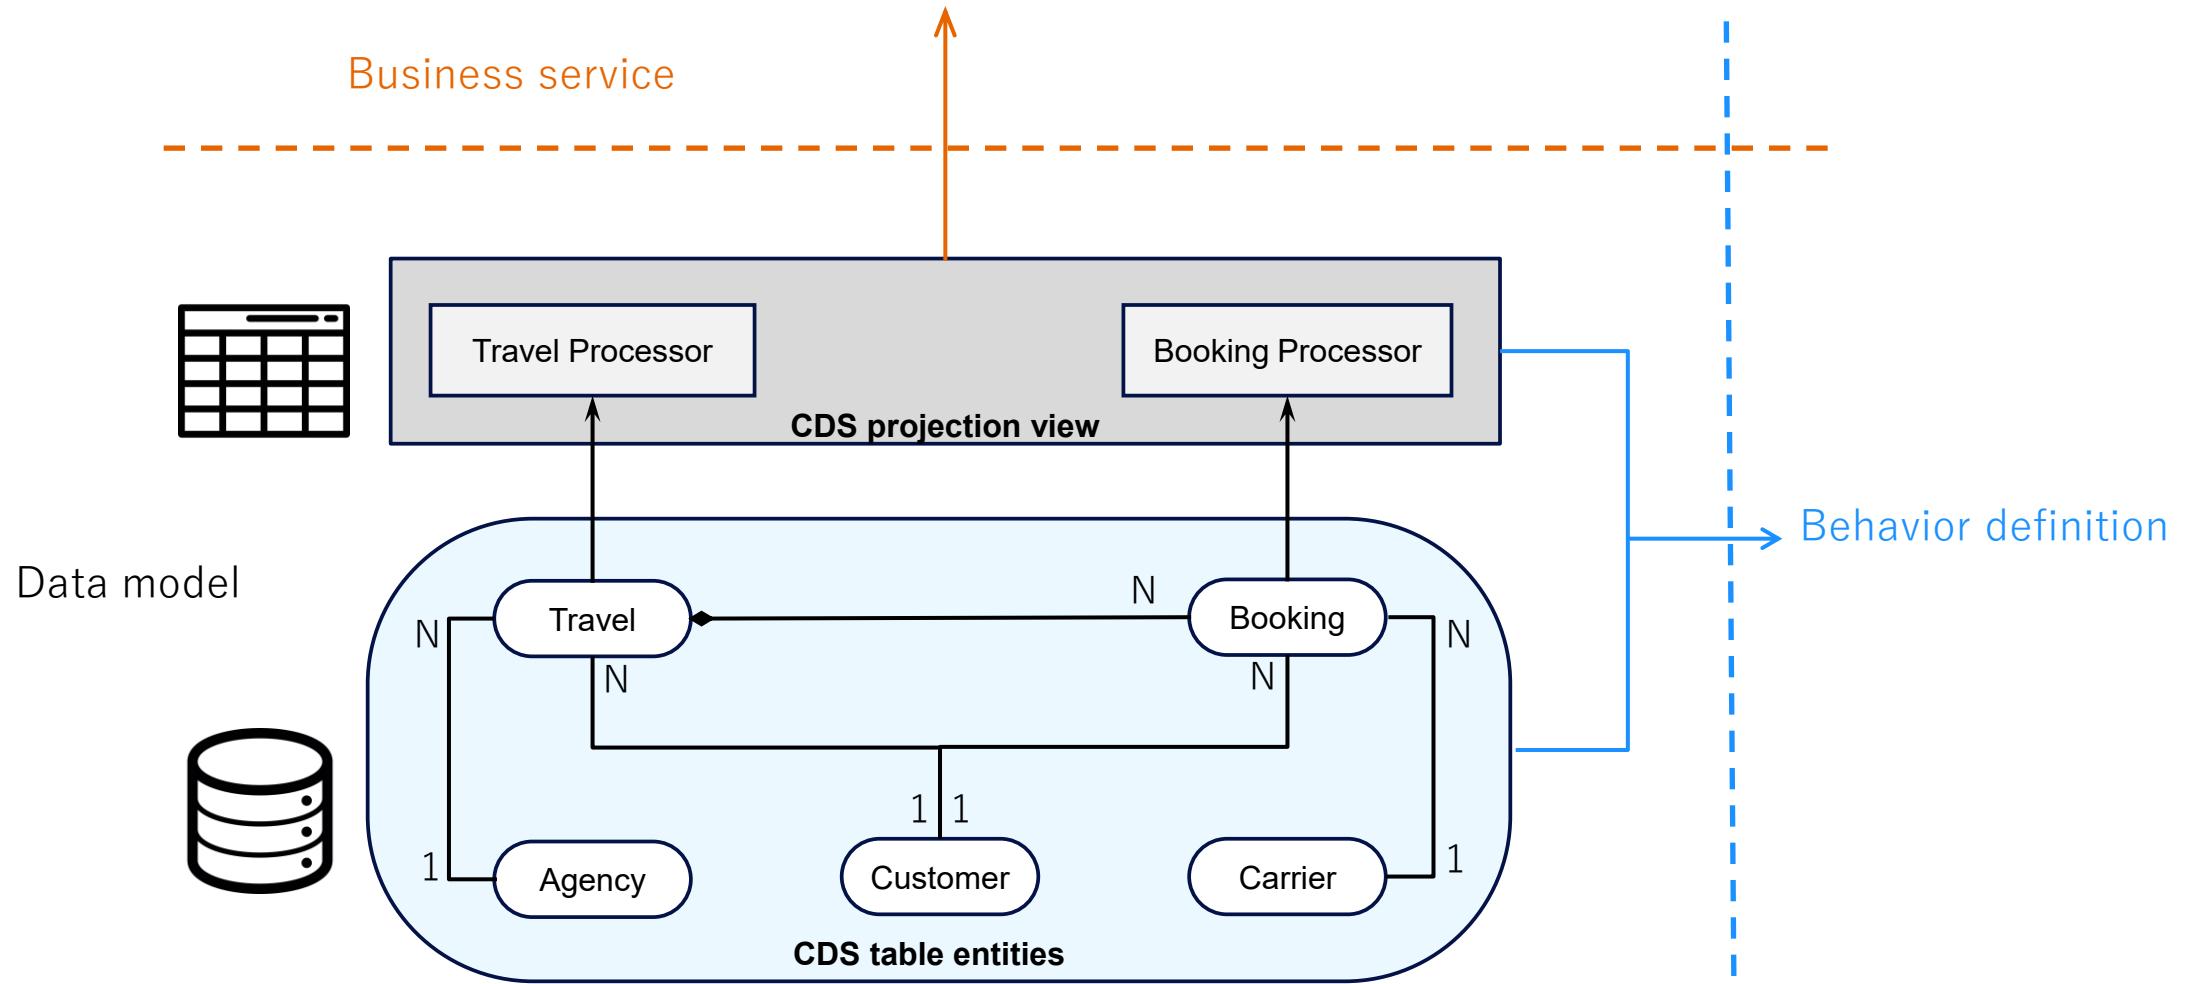 Business service
Travel Processor
Booking Processor
CDS projection view
Behavior definition
Data model
N
Travel
Booking
N
N
N
N
1
1
1
1
Agency
Customer
Carrier
CDS table entities